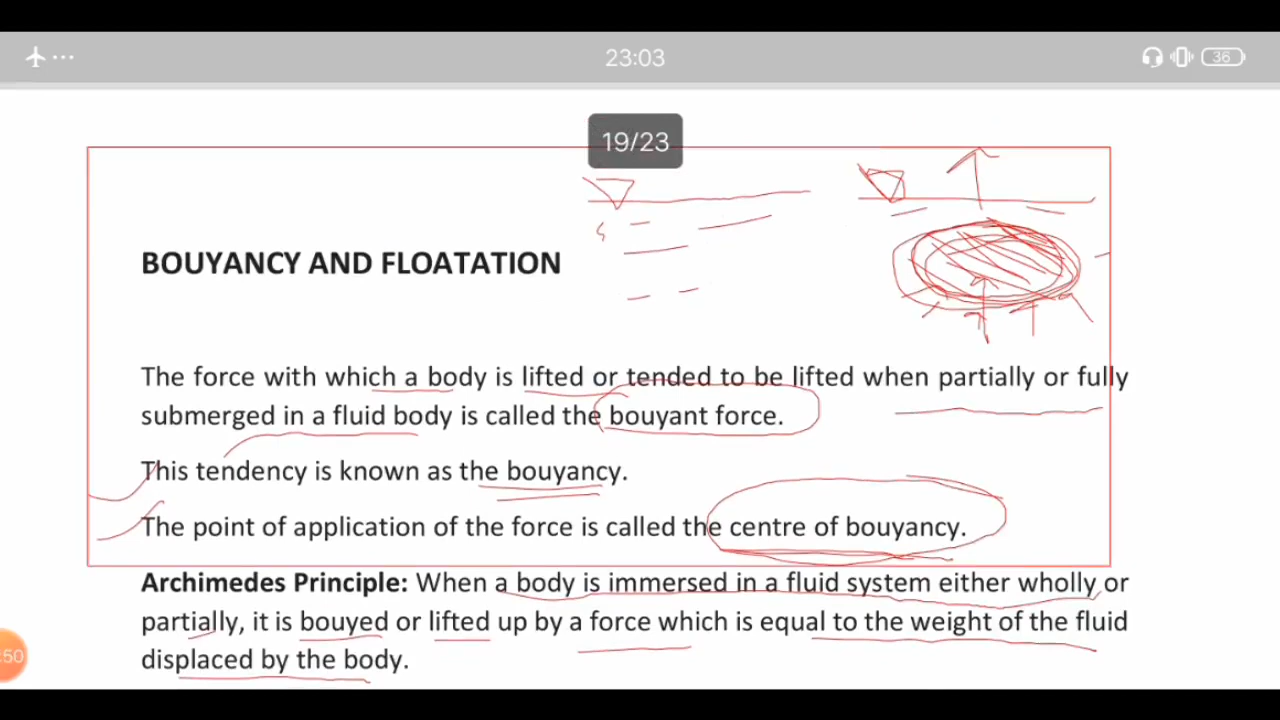 23:03
36
19/23
BOUYANCY AND FLOATATION
The force with which a body is lifted or tended to be lifted when partially or fully
submerged in a fluid body is called the bouyant force.
This tendency is known as the bouyancy.
The point of application of the force is called the centre of bouyancy.
Archimedes Principle: When a body is immersed in a fluid system either wholly or
partially, it is bouyed or lifted up by a force which is equal to the weight of the fluid
displaced by the body.
:50